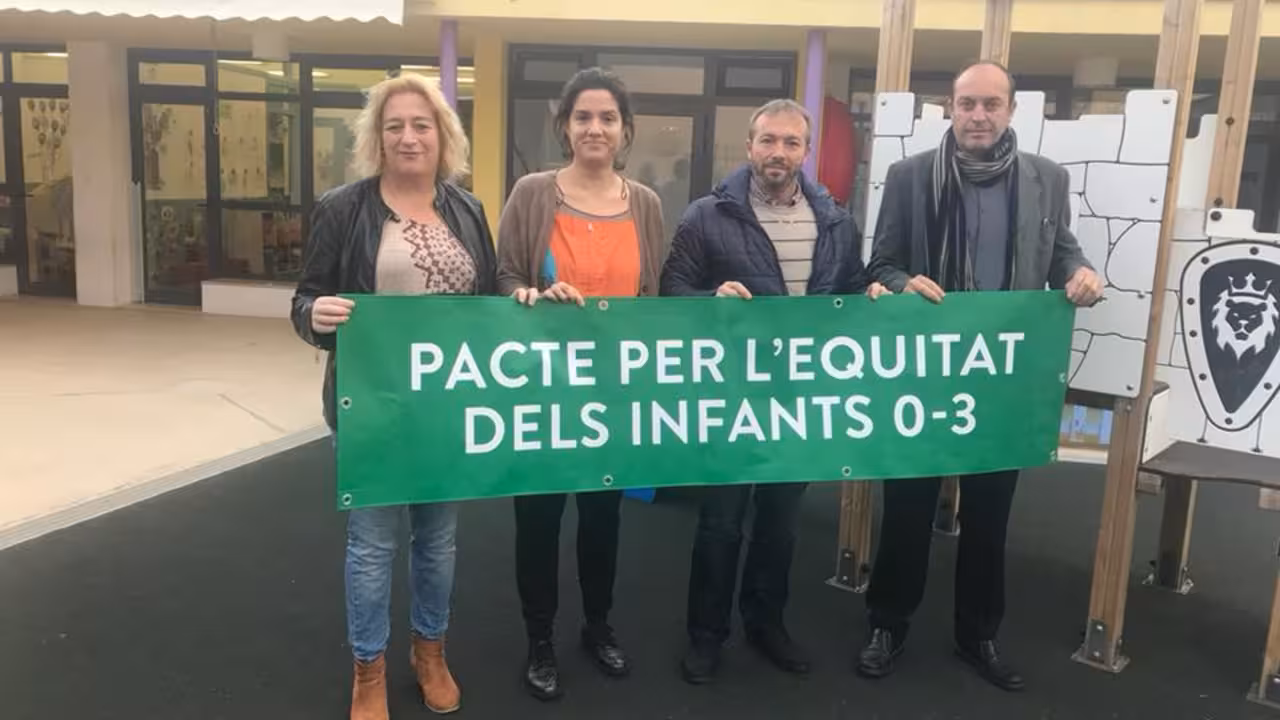 PACTE PER L'EQUITAT
DELS INFANTS 0-3